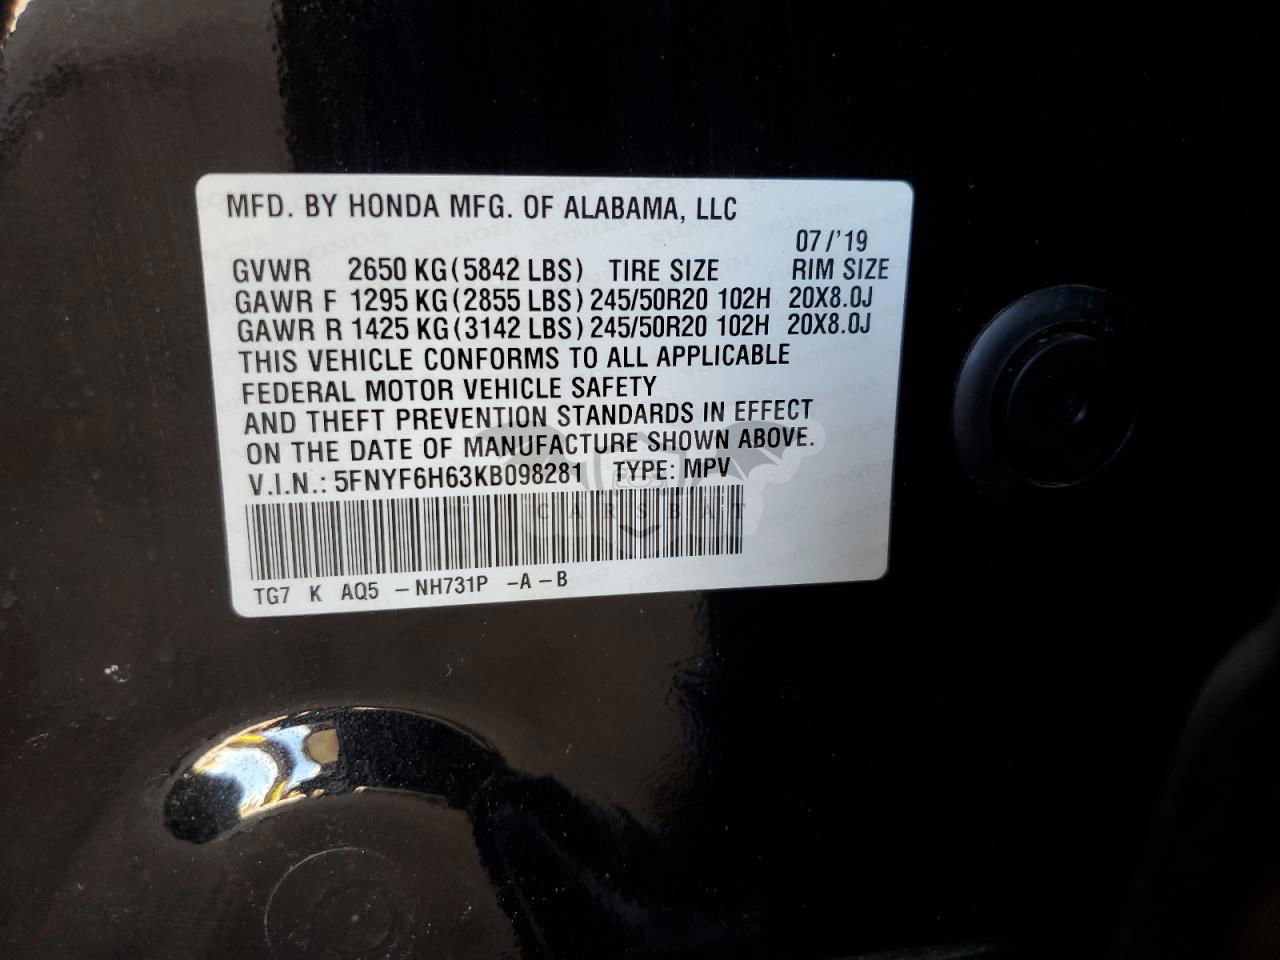 MFD. BY HONDA MFG. OF ALABAMA, LLC
07/'19
GVWR 2650 KG(5842 LBS) TIRE SIZE RIM SIZE
GAWR F 1295 KG(2855 LBS) 245/50R20 102H 20X8.0J
GAWR R 1425 KG(3142 LBS) 245/50R20 102H 20X8.0J
THIS VEHICLE CONFORMS TO ALL APPLICABLE
FEDERAL MOTOR VEHICLE SAFETY
AND THEFT PREVENTION STANDARDS IN EFFECT
ON THE DATE OF MANUFACTURE SHOWN ABOVE.
V.I.N.: 5FNYF6H63KB098281 TYPE: MPV
CARSBAT
TG7 K AQ5 -NH731P -A-B